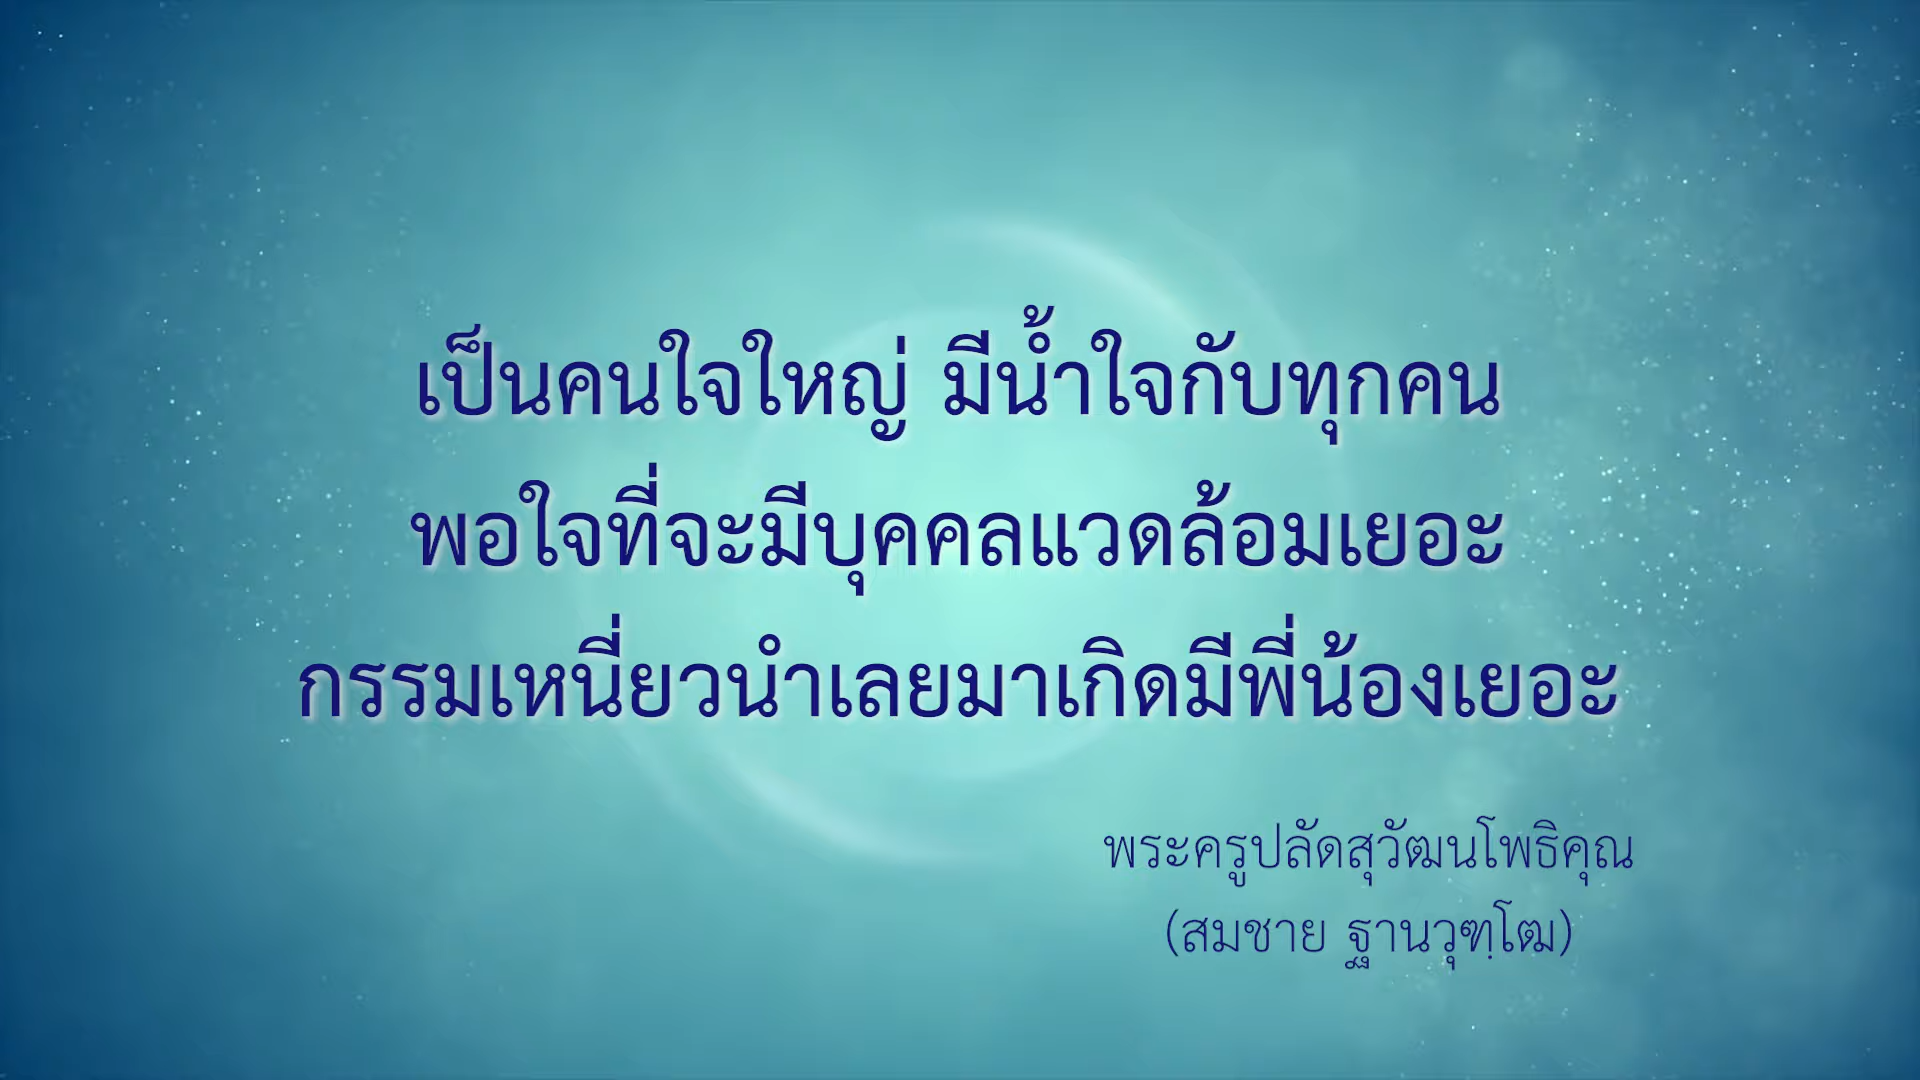 เป็นคนใจใหญ่ มีน้ำใจกับทุกคน
พอใจที่จะมีบุคคลแวดล้อมเยอะ
กรรมเหนี่ยวนำเลยมาเกิดมีพี่น้องเยอะ
พระครูปลัดสุวัฒนโพธิคุณ
(สมชาย ฐานวุฑฺโฒ)